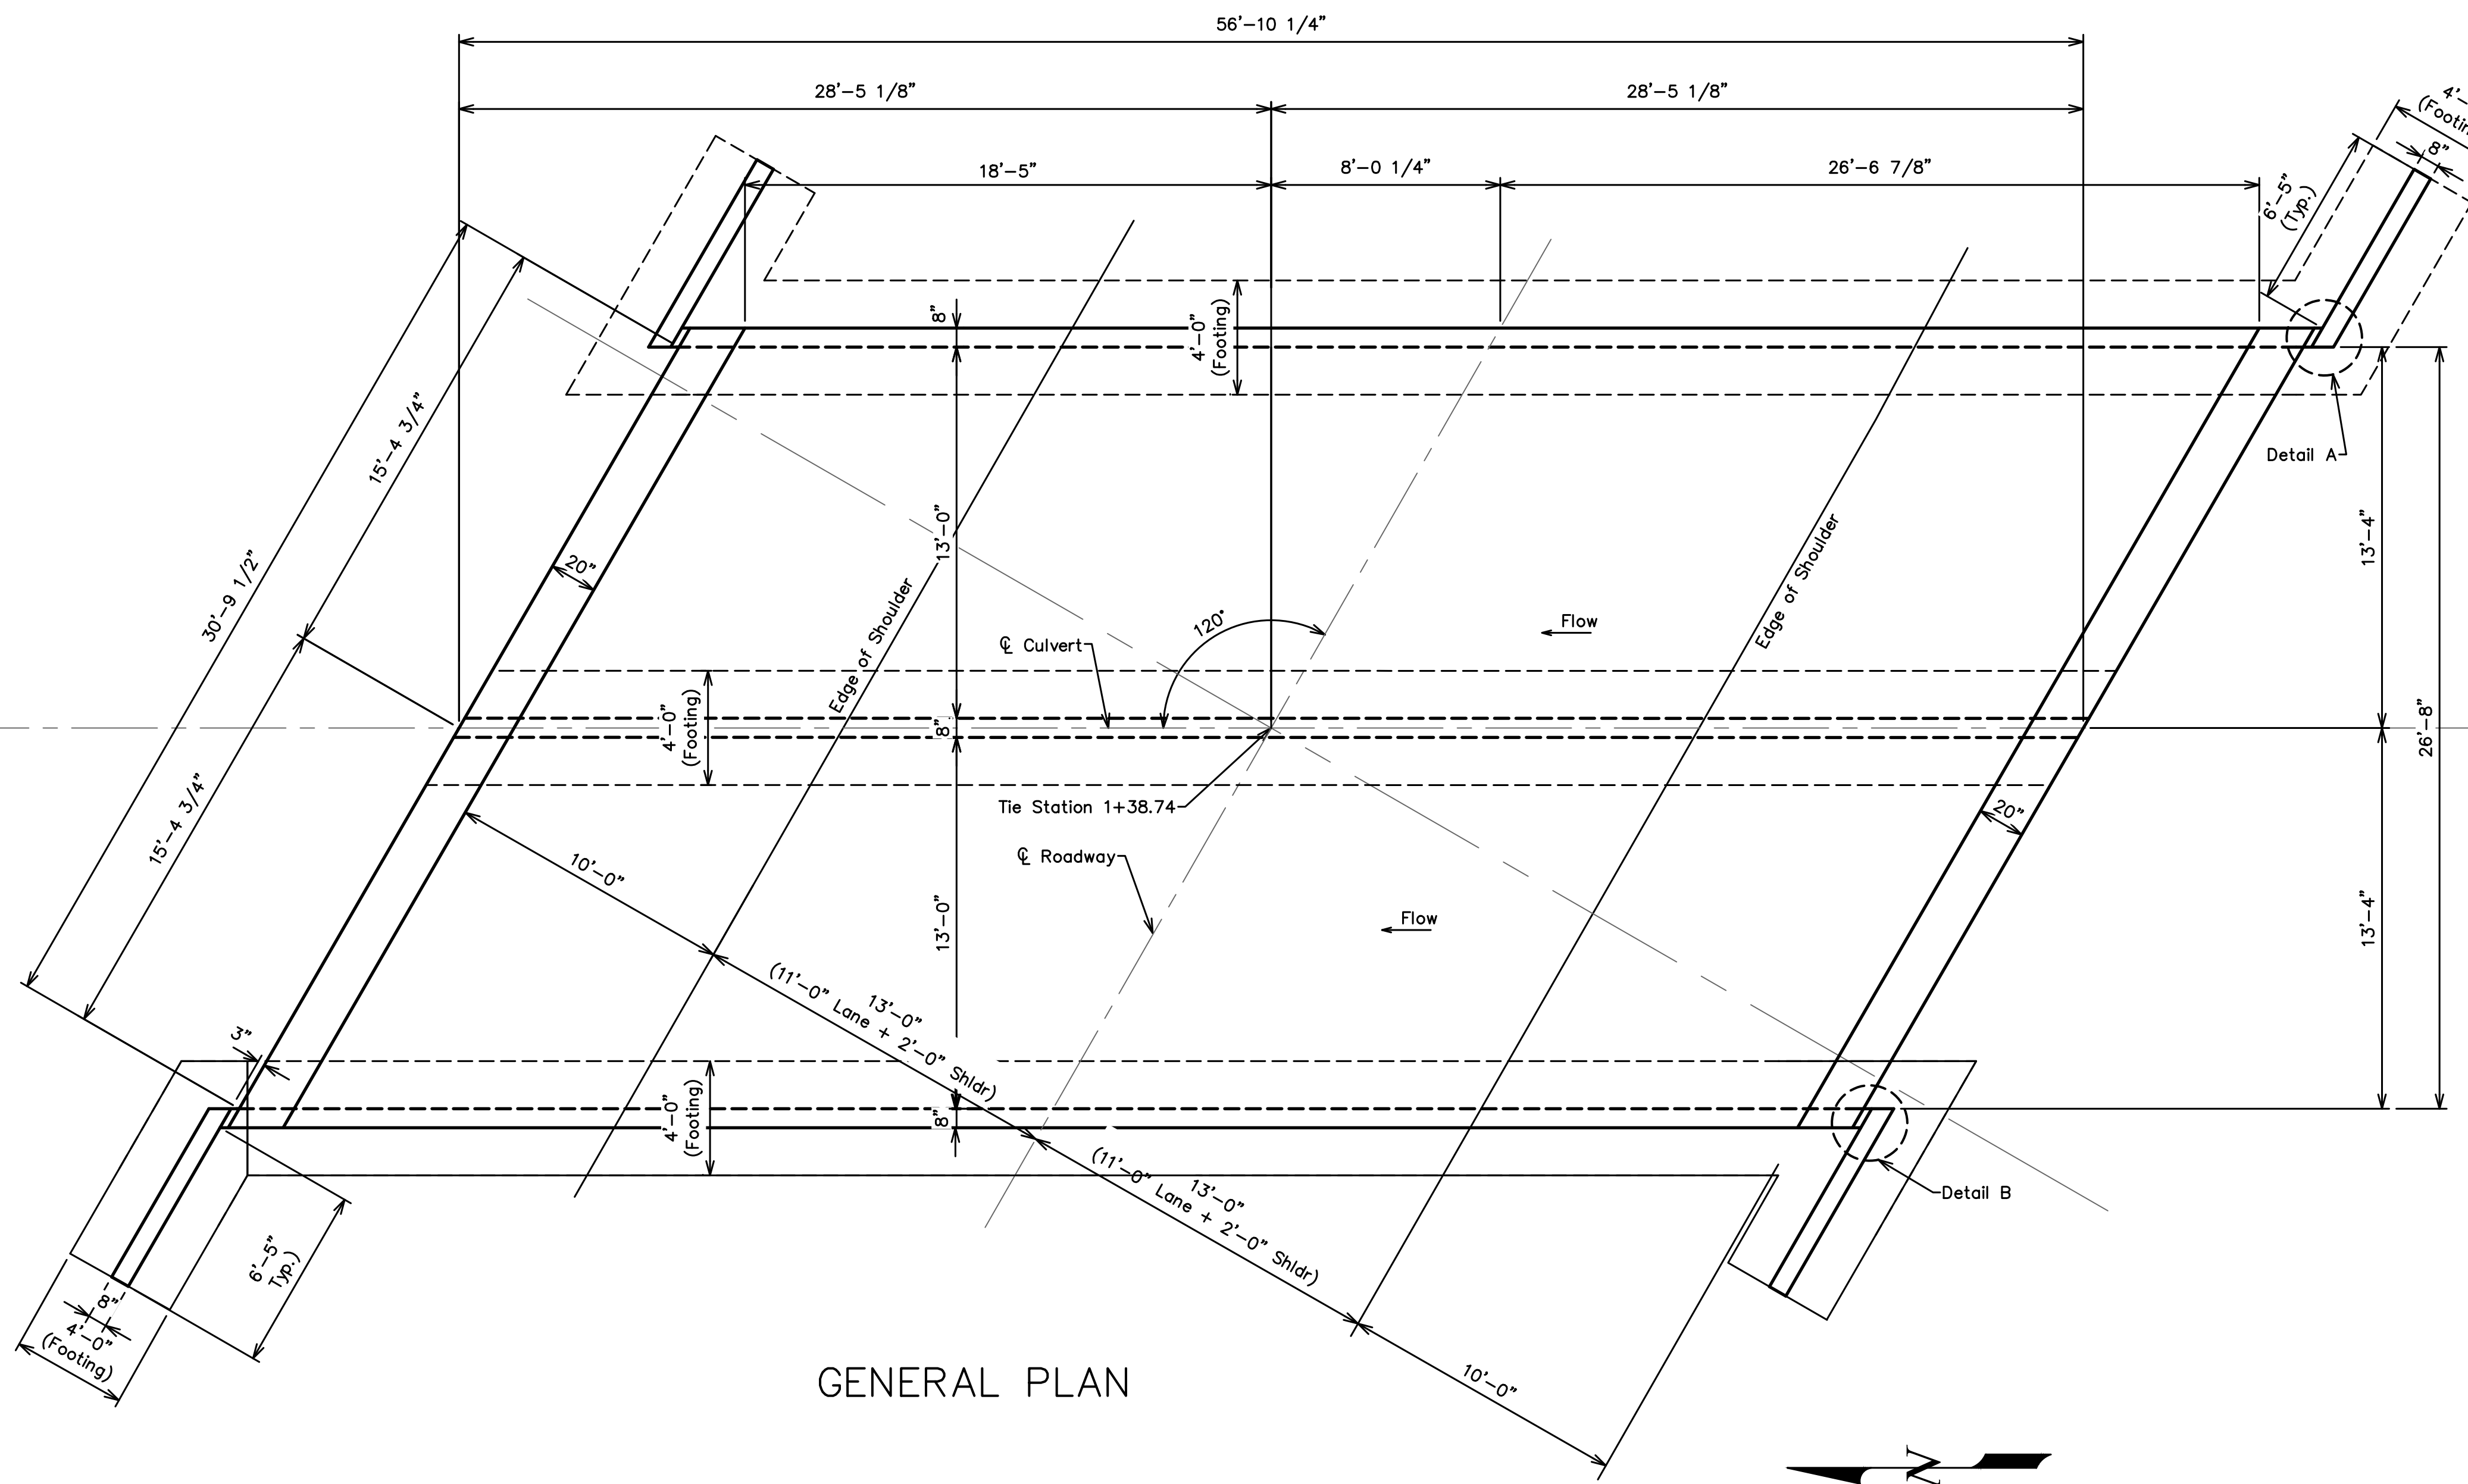 56'-10 1/4"
28'-5 1/8"
28'-5 1/8"
18'-5"
8'-0 1/4"
26'-6 7/8"
(Footin
8"
6'-5"
(Typ.)
8"
4'-0"
(Footing)
Detail A
15'-4 3/4"
30'-9 1/2"
20"
13'-0"
Edge of Shoulder
Edge of Shoulder
13'-4"
120°
Flow
℄ Culvert
4'-0"
(Footing)
8"
26'-8"
Tie Station 1+38.74
15'-4 3/4"
20"
℄ Roadway
10'-0"
13'-0"
Flow
13'-4"
13'-0"
(11'-0" Lane + 2'-0" Shldr)
3"
4'-0"
(Footing)
8"
13'-0"
(11'-0" Lane + 2'-0" Shldr)
Detail B
6'-5"
Typ.)
8"
4'-0"
(Footing)
10'-0"
GENERAL PLAN
N